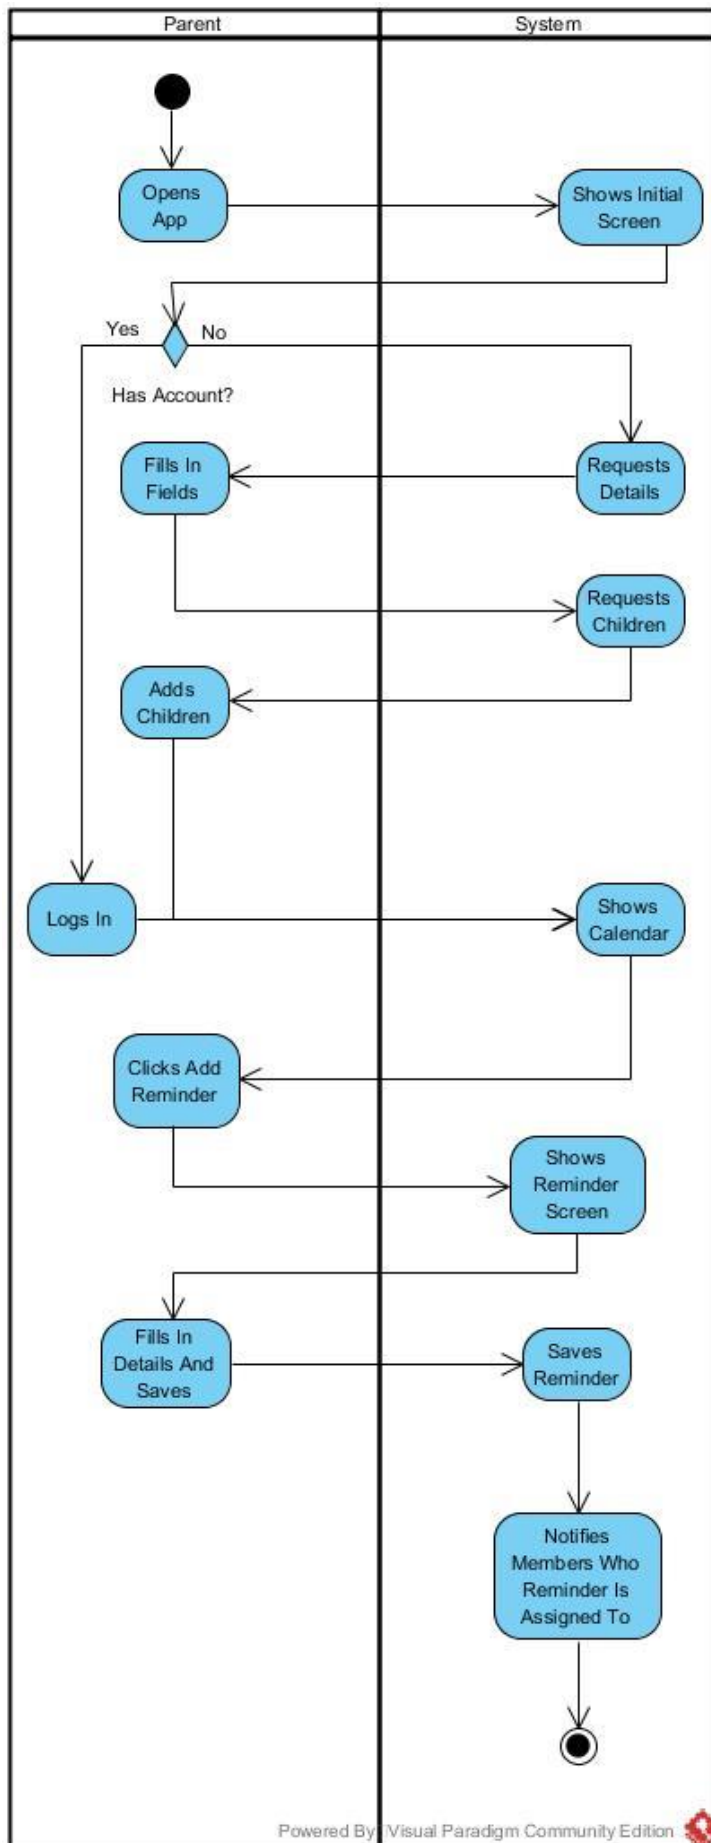 Parent
System
Opens
App
Shows Initial
Screen
Yes
No
Has Account?
Fills In
Fields
Requests
Details
Requests
Children
Adds
Children
Logs In
Shows
Calendar
Clicks Add
Reminder
Shows
Reminder
Screen
Fills In
Details And
Saves
Saves
Reminder
Notifies
Members Who
Reminder Is
Assigned To
Powered By Visual Paradigm Community Edition